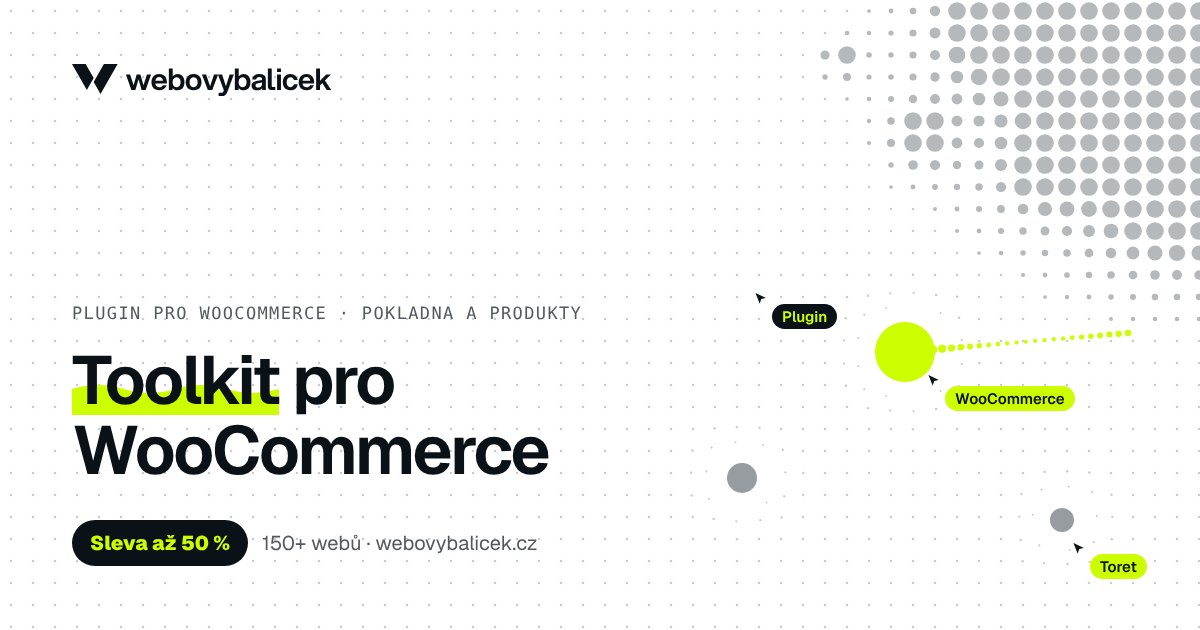 webovybalicek
PLUGIN PRO WOOCOMMERCE · POKLADNA A PRODUKTY
Toolkit pro
WooCommerce
Sleva až 50 %
150+ webů · webovybalicek.cz
Plugin
WooCommerce
Toret